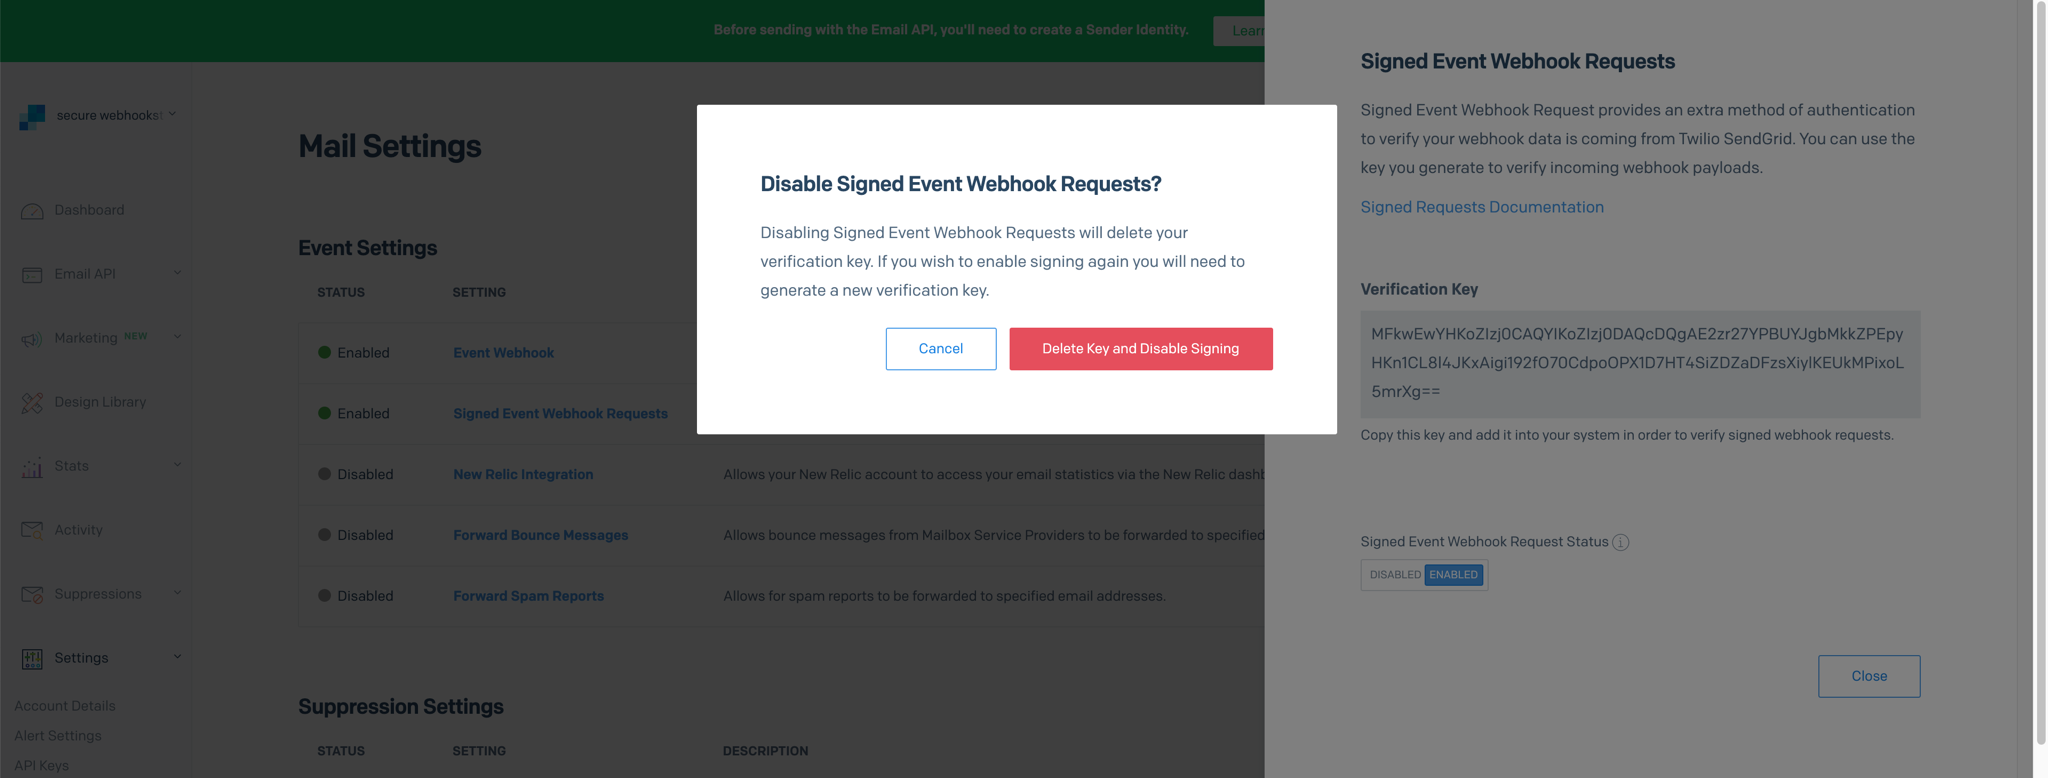 Before sending with the Email API, you'll need to create a Sender Identity.
Learn
secure webhookst
Dashboard
Email API
Marketing NEW
Design Library
Stats
Activity
Suppressions
Settings
Account Details
Alert Settings
API Keys
Mail Settings
Event Settings
STATUS SETTING
Enabled Event Webhook
Enabled Signed Event Webhook Requests
Disabled New Relic Integration Allows your New Relic account to access your email statistics via the New Relic dashb
Disabled Forward Bounce Messages Allows bounce messages from Mailbox Service Providers to be forwarded to specified
Disabled Forward Spam Reports Allows for spam reports to be forwarded to specified email addresses.
Suppression Settings
STATUS SETTING DESCRIPTION
Disable Signed Event Webhook Requests?
Disabling Signed Event Webhook Requests will delete your
verification key. If you wish to enable signing again you will need to
generate a new verification key.
Cancel Delete Key and Disable Signing
Signed Event Webhook Requests
Signed Event Webhook Request provides an extra method of authentication
to verify your webhook data is coming from Twilio SendGrid. You can use the
key you generate to verify incoming webhook payloads.
Signed Requests Documentation
Verification Key
MFkwEwYHKoZIzj0CAQYIKoZIzj0DAQcDQgAE2zr27YPBUYJgbMkkZPEpy
HKn1CL8I4JKxAigi192fO70CdpoOPX1D7HT4SiZDZaDFzsXiyIKEUkMPixoL
5mrXg==
Copy this key and add it into your system in order to verify signed webhook requests.
Signed Event Webhook Request Status
DISABLED ENABLED
Close